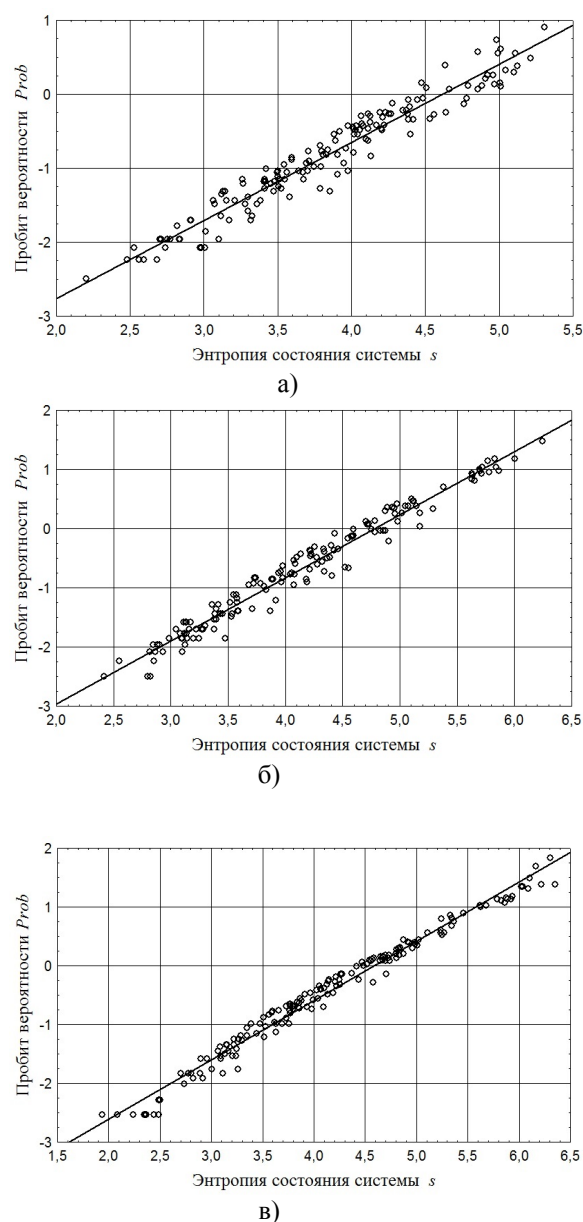 1
0
-1
-2
-3
Пробит вероятности Prob
2,0 2,5 3,0 3,5 4,0 4,5 5,0 5,5
Энтропия состояния системы s
а)
2
1
0
-1
-2
-3
Пробит вероятности Prob
2,0 2,5 3,0 3,5 4,0 4,5 5,0 5,5 6,0 6,5
Энтропия состояния системы s
б)
2
1
0
-1
-2
-3
Пробит вероятности Prob
1,5 2,0 2,5 3,0 3,5 4,0 4,5 5,0 5,5 6,0 6,5
Энтропия состояния системы s
в)